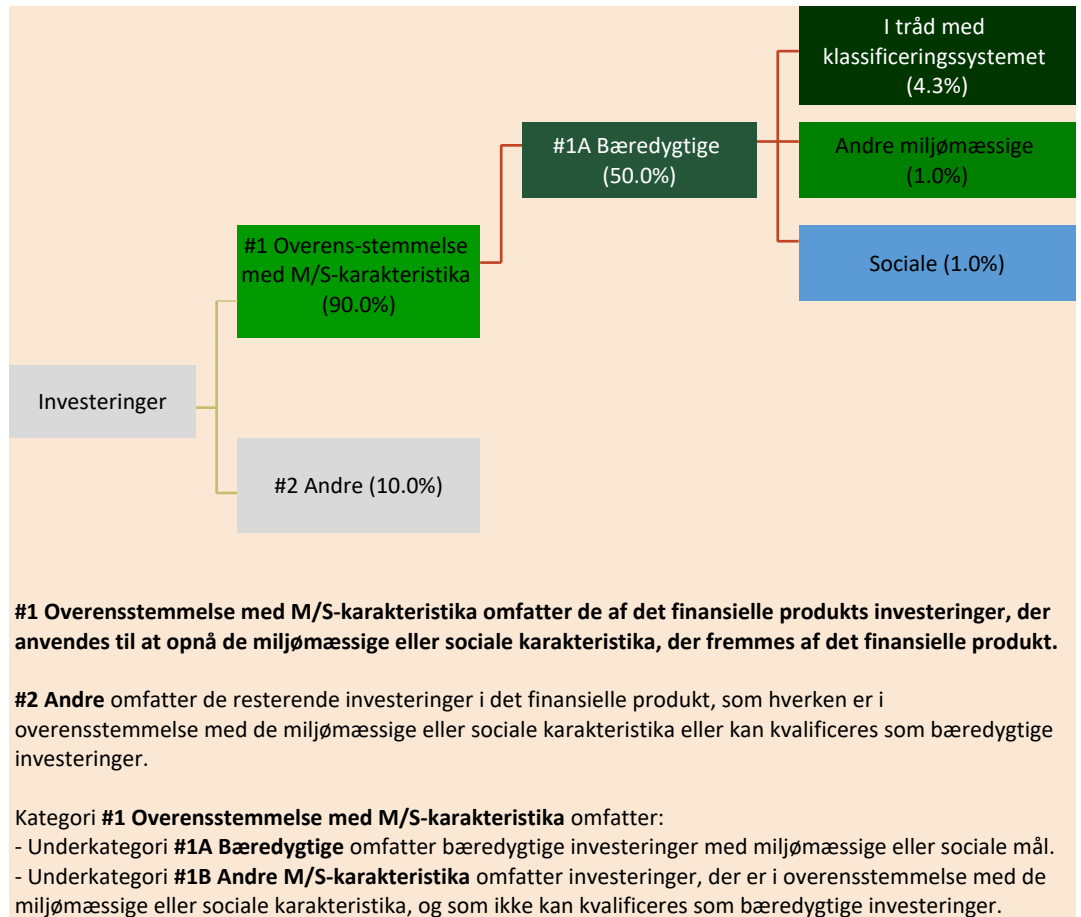 I tråd med
klassificeringssystemet
(4.3%)
#1A Bæredygtige
(50.0%)
Andre miljømæssige
(1.0%)
#1 Overens-stemmelse
med M/S-karakteristika
(90.0%)
Sociale (1.0%)
Investeringer
#2 Andre (10.0%)
#1 Overensstemmelse med M/S-karakteristika omfatter de af det finansielle produkts investeringer, der
anvendes til at opnå de miljømæssige eller sociale karakteristika, der fremmes af det finansielle produkt.
#2 Andre omfatter de resterende investeringer i det finansielle produkt, som hverken er i
overensstemmelse med de miljømæssige eller sociale karakteristika eller kan kvalificeres som bæredygtige
investeringer.
Kategori #1 Overensstemmelse med M/S-karakteristika omfatter:
- Underkategori #1A Bæredygtige omfatter bæredygtige investeringer med miljømæssige eller sociale mål.
- Underkategori #1B Andre M/S-karakteristika omfatter investeringer, der er i overensstemmelse med de
miljømæssige eller sociale karakteristika, og som ikke kan kvalificeres som bæredygtige investeringer.